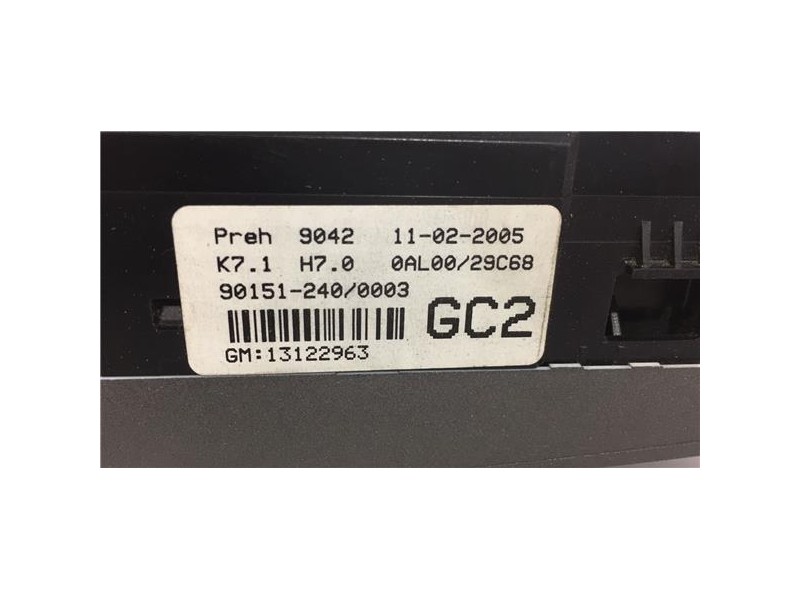 Preh 9042 11-02-2005
K7.1 H7.0 0AL00/29C68
90151-240/0003
GC2
GM:13122963